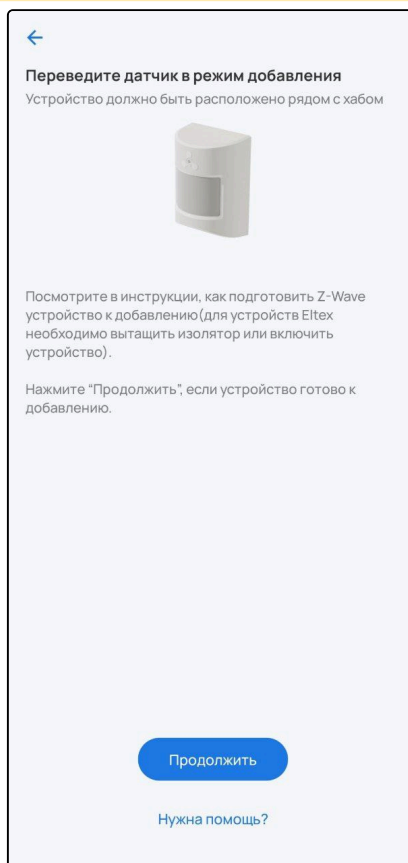 Переведите датчик в режим добавления
Устройство должно быть расположено рядом с хабом
Посмотрите в инструкции, как подготовить Z-Wave
устройство к добавлению(для устройств Eltex
необходимо вытащить изолятор или включить
устройство).
Нажмите “Продолжить”, если устройство готово к
добавлению.
Продолжить
Нужна помощь?